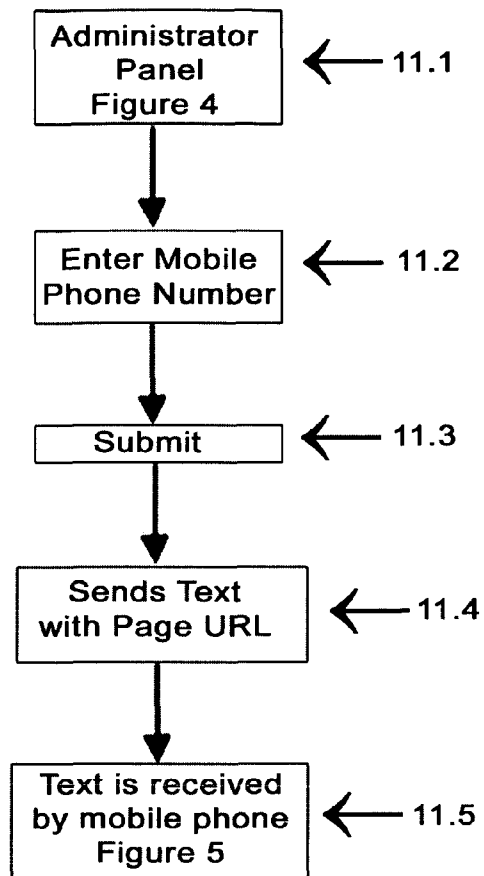 Administrator
Panel
Figure 4
11.1
Enter Mobile
Phone Number
11.2
Submit
11.3
Sends Text
with Page URL
11.4
Text is received
by mobile phone
Figure 5
11.5